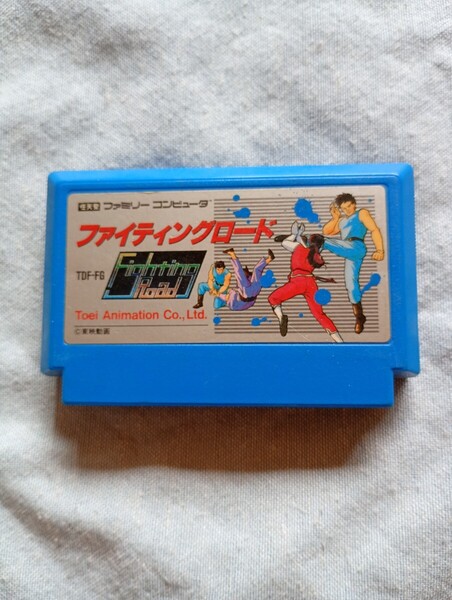 ファミリー コンピュータ
ファイティングロード
TDF-F6
Fighting
Road
Toei Animation Co., Ltd.
©東映動画